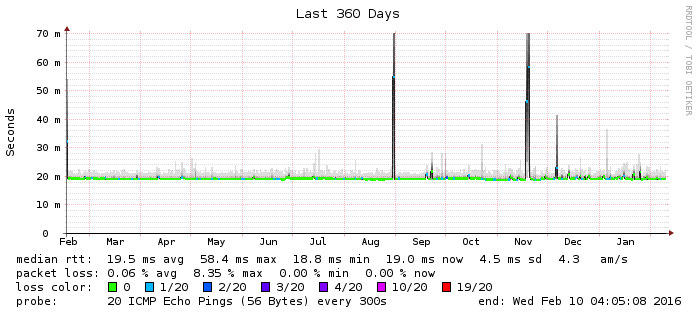 Last 360 Days
RRDTOOL / TOBI OETIKER
Seconds
70 m
60 m
50 m
40 m
30 m
20 m
10 m
0
Feb Mar Apr May Jun Jul Aug Sep Oct Nov Dec Jan
median rtt: 19.5 ms avg 58.4 ms max 18.8 ms min 19.0 ms now 4.5 ms sd 4.3 am/s
packet loss: 0.06 % avg 8.35 % max 0.00 % min 0.00 % now
loss color: 0 1/20 2/20 3/20 4/20 10/20 19/20
probe: 20 ICMP Echo Pings (56 Bytes) every 300s end: Wed Feb 10 04:05:08 2016